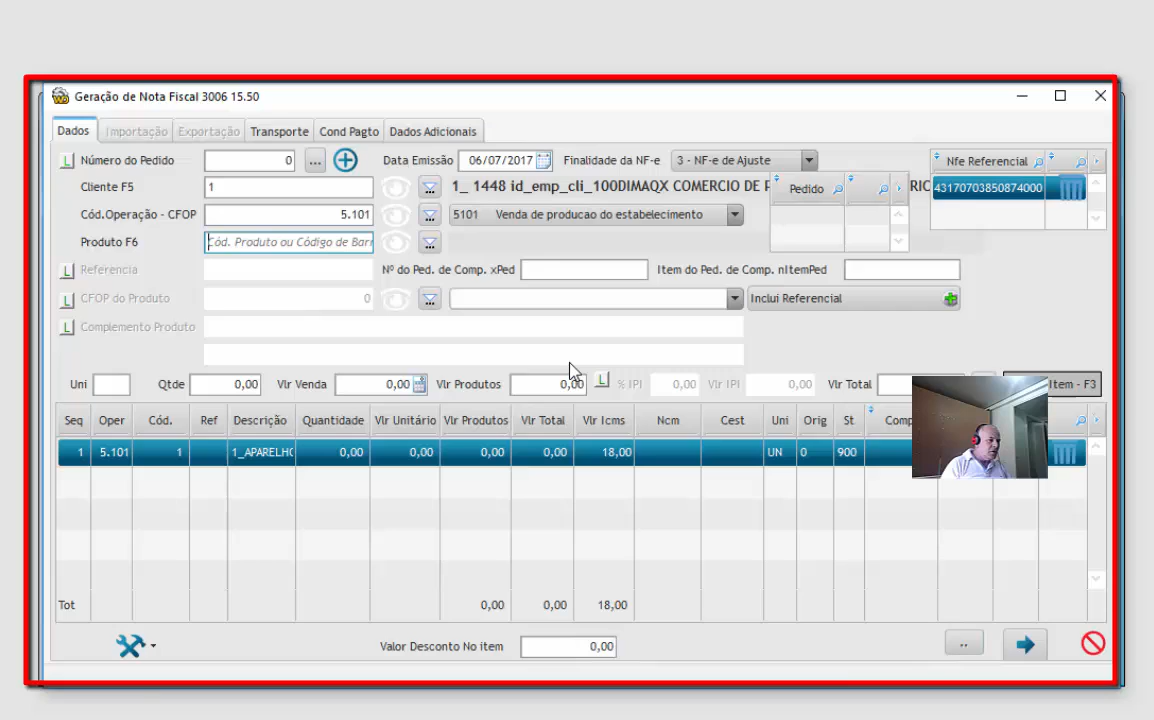 Geração de Nota Fiscal 3006 15.50
Dados Importação Exportação Transporte Cond Pagto Dados Adicionais
L Número do Pedido 0 ... Data Emissão 06/07/2017 Finalidade da NF-e 3 - NF-e de Ajuste Nfe Referencial
Cliente F5 1 1_ 1448 id_emp_cli_100DIMAQX COMERCIO DE Pedido RIC 43170703850874000
Cód.Operação - CFOP 5.101 5101 Venda de producao do estabelecimento
Produto F6 Cód. Produto ou Código de Barr
L Referencia Nº do Ped. de Comp. xPed Item do Ped. de Comp. nItemPed
L CFOP do Produto 0 Inclui Referencial
L Complemento Produto
Uni Qtde 0,00 Vlr Venda 0,00 Vlr Produtos 0,00 L % IPI 0,00 Vlr IPI 0,00 Vlr Total Item - F3
Seq Oper Cód. Ref Descrição Quantidade Vlr Unitário Vlr Produtos Vlr Total Vlr Icms Ncm Cest Uni Orig St Comp
1 5.101 1 1_APARELHO 0,00 0,00 0,00 0,00 18,00 UN 0 900
Tot 0,00 0,00 18,00
Valor Desconto No item 0,00 ..